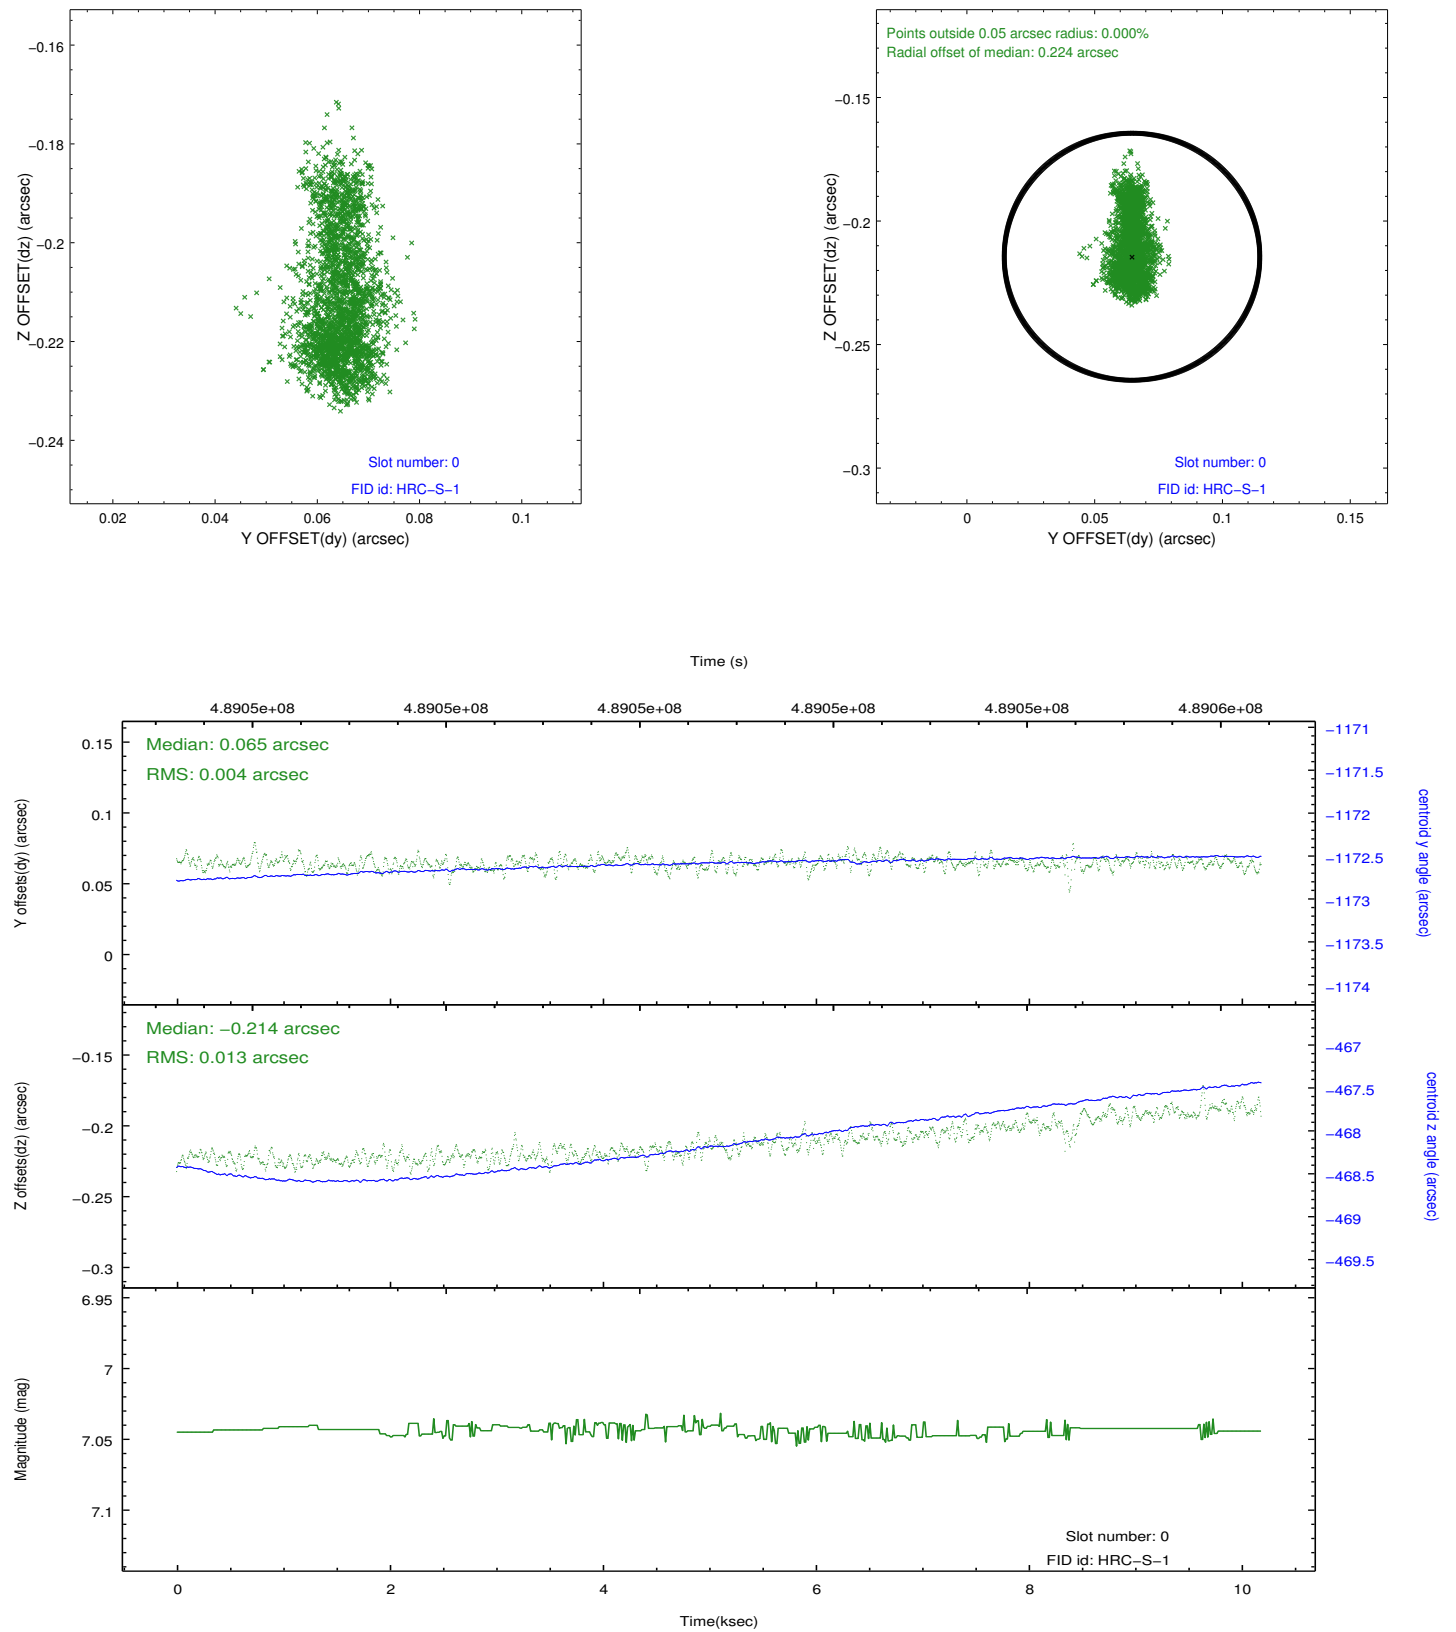 −0.16
−0.18
−0.2
−0.22
−0.24
Z OFFSET(dz) (arcsec)
Slot number: 0
FID id: HRC−S−1
0.02 0.04 0.06 0.08 0.1
Y OFFSET(dy) (arcsec)
Points outside 0.05 arcsec radius: 0.000%
Radial offset of median: 0.224 arcsec
−0.15
−0.2
−0.25
−0.3
Z OFFSET(dz) (arcsec)
Slot number: 0
FID id: HRC−S−1
0 0.05 0.1 0.15
Y OFFSET(dy) (arcsec)
Time (s)
4.8905e+08 4.8905e+08 4.8905e+08 4.8905e+08 4.8905e+08 4.8906e+08
Median: 0.065 arcsec
RMS: 0.004 arcsec
0.15
0.1
0.05
0
Y offsets(dy) (arcsec)
−1171
−1171.5
−1172
−1172.5
−1173
−1173.5
−1174
centroid y angle (arcsec)
Median: −0.214 arcsec
RMS: 0.013 arcsec
−0.15
−0.2
−0.25
−0.3
Z offsets(dz) (arcsec)
−467
−467.5
−468
−468.5
−469
−469.5
centroid z angle (arcsec)
6.95
7
7.05
7.1
Magnitude (mag)
Slot number: 0
FID id: HRC−S−1
0 2 4 6 8 10
Time(ksec)